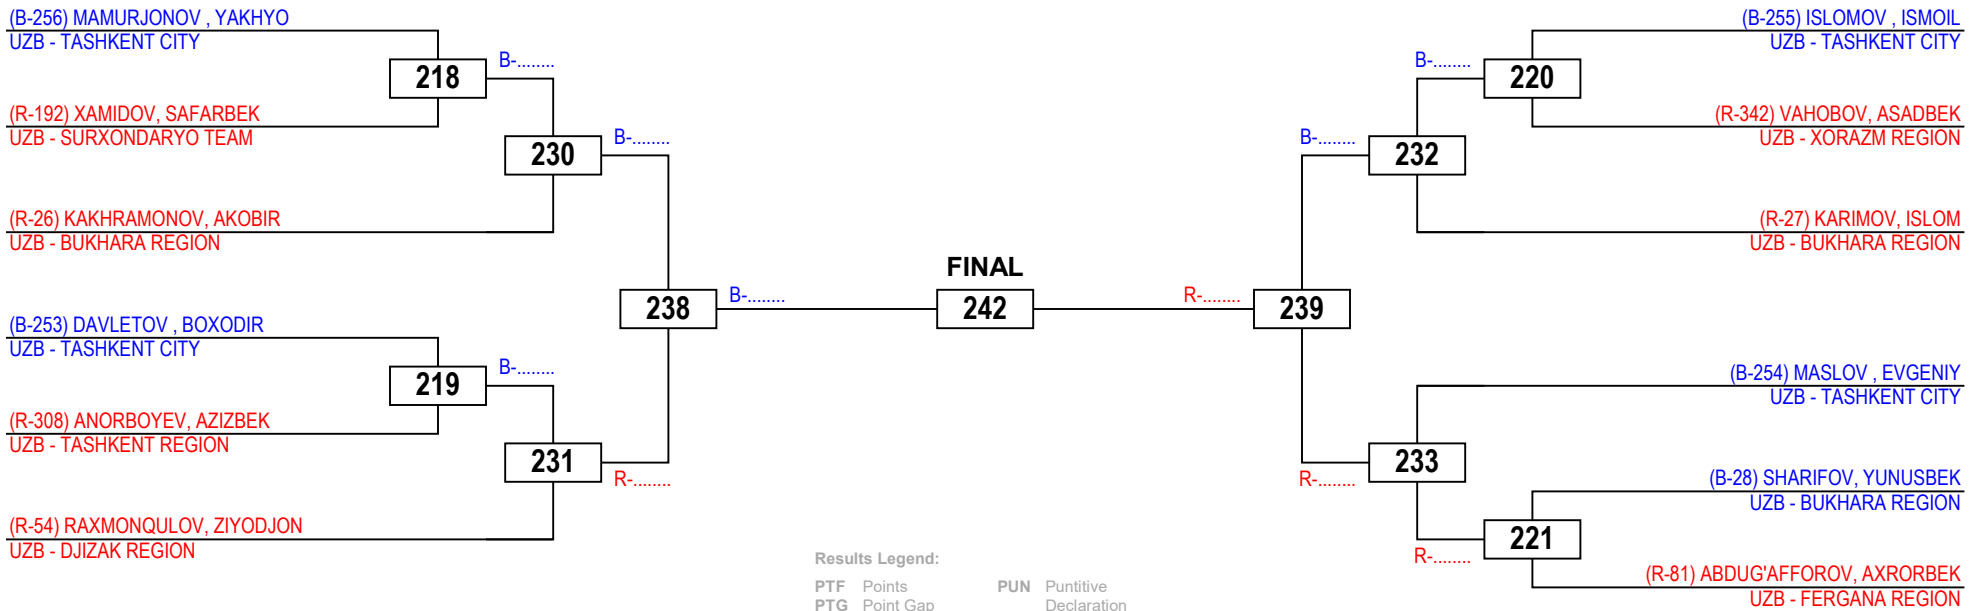 (B-256) MAMURJONOV , YAKHYO
UZB - TASHKENT CITY
218
B-........
(R-192) XAMIDOV, SAFARBEK
UZB - SURXONDARYO TEAM
230
B-........
(R-26) KAKHRAMONOV, AKOBIR
UZB - BUKHARA REGION
238
B-........
(B-253) DAVLETOV , BOXODIR
UZB - TASHKENT CITY
219
B-........
(R-308) ANORBOYEV, AZIZBEK
UZB - TASHKENT REGION
231
R-........
(R-54) RAXMONQULOV, ZIYODJON
UZB - DJIZAK REGION
FINAL
242
(B-255) ISLOMOV , ISMOIL
UZB - TASHKENT CITY
B-........
220
(R-342) VAHOBOV, ASADBEK
UZB - XORAZM REGION
B-........
232
(R-27) KARIMOV, ISLOM
UZB - BUKHARA REGION
R-........
239
(B-254) MASLOV , EVGENIY
UZB - TASHKENT CITY
233
R-........
(B-28) SHARIFOV, YUNUSBEK
UZB - BUKHARA REGION
221
R-........
(R-81) ABDUG'AFFOROV, AXRORBEK
UZB - FERGANA REGION
Results Legend:
PTF Points PUN Puntitive
PTG Point Gap Declaration